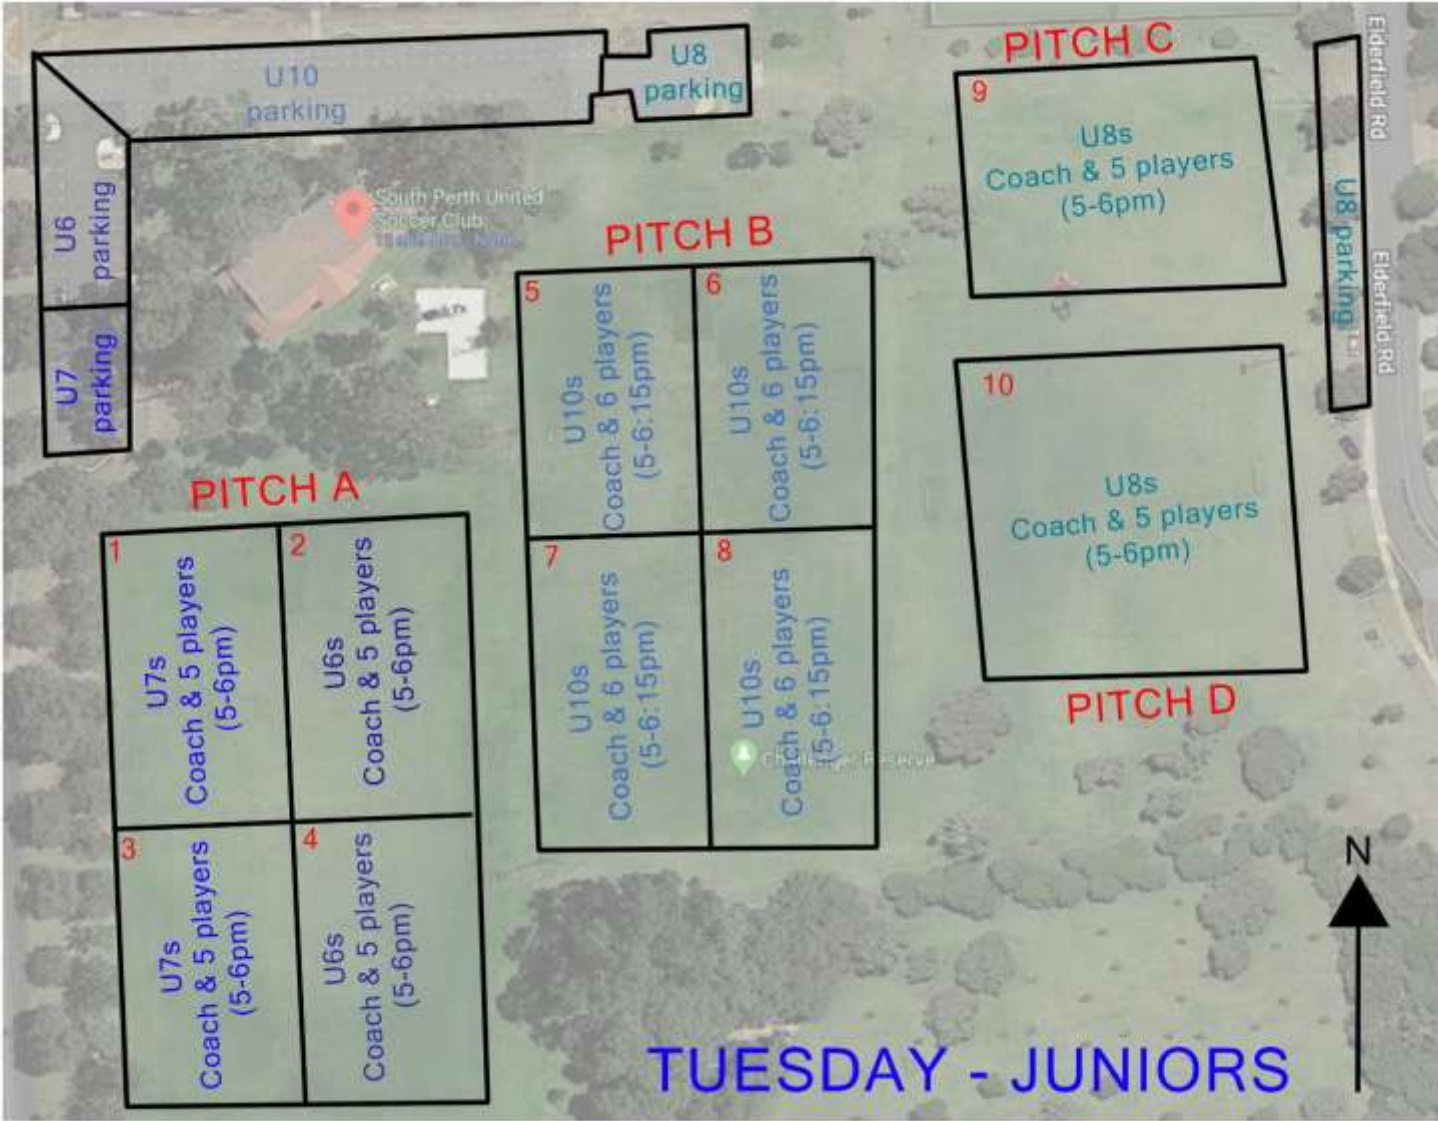 U10
parking
U8
parking
PITCH C
9
U8s
Coach & 5 players
(5-6pm)
Elderfield Rd
U8 parking
Elderfield Rd
U6
parking
South Perth United
Soccer Club
U7
parking
PITCH B
5
U10s
Coach & 6 players
(5-6:15pm)
6
U10s
Coach & 6 players
(5-6:15pm)
7
U10s
Coach & 6 players
(5-6:15pm)
8
U10s
Coach & 6 players
(5-6:15pm)
Challenger Reserve
10
U8s
Coach & 5 players
(5-6pm)
PITCH D
PITCH A
1
U7s
Coach & 5 players
(5-6pm)
2
U6s
Coach & 5 players
(5-6pm)
3
U7s
Coach & 5 players
(5-6pm)
4
U6s
Coach & 5 players
(5-6pm)
N
TUESDAY - JUNIORS